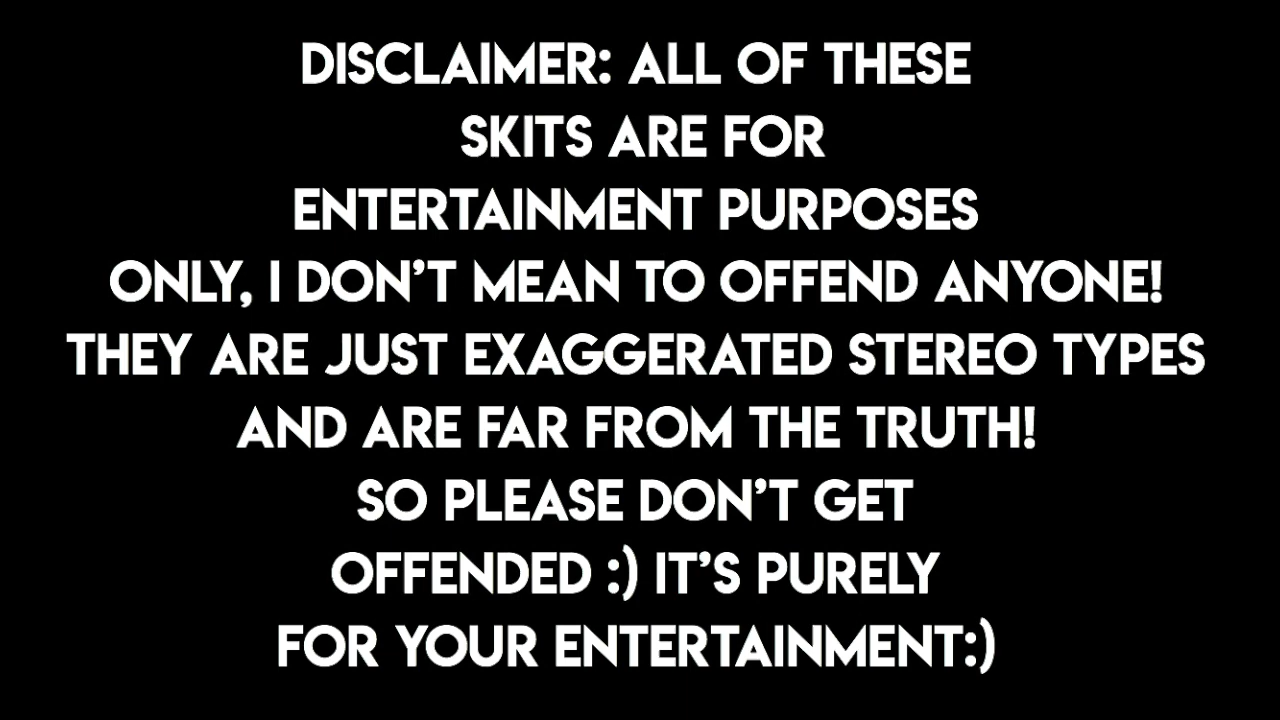 DISCLAIMER: ALL OF THESE
SKITS ARE FOR
ENTERTAINMENT PURPOSES
ONLY, I DON'T MEAN TO OFFEND ANYONE!
THEY ARE JUST EXAGGERATED STEREO TYPES
AND ARE FAR FROM THE TRUTH!
SO PLEASE DON'T GET
OFFENDED :) IT'S PURELY
FOR YOUR ENTERTAINMENT:)